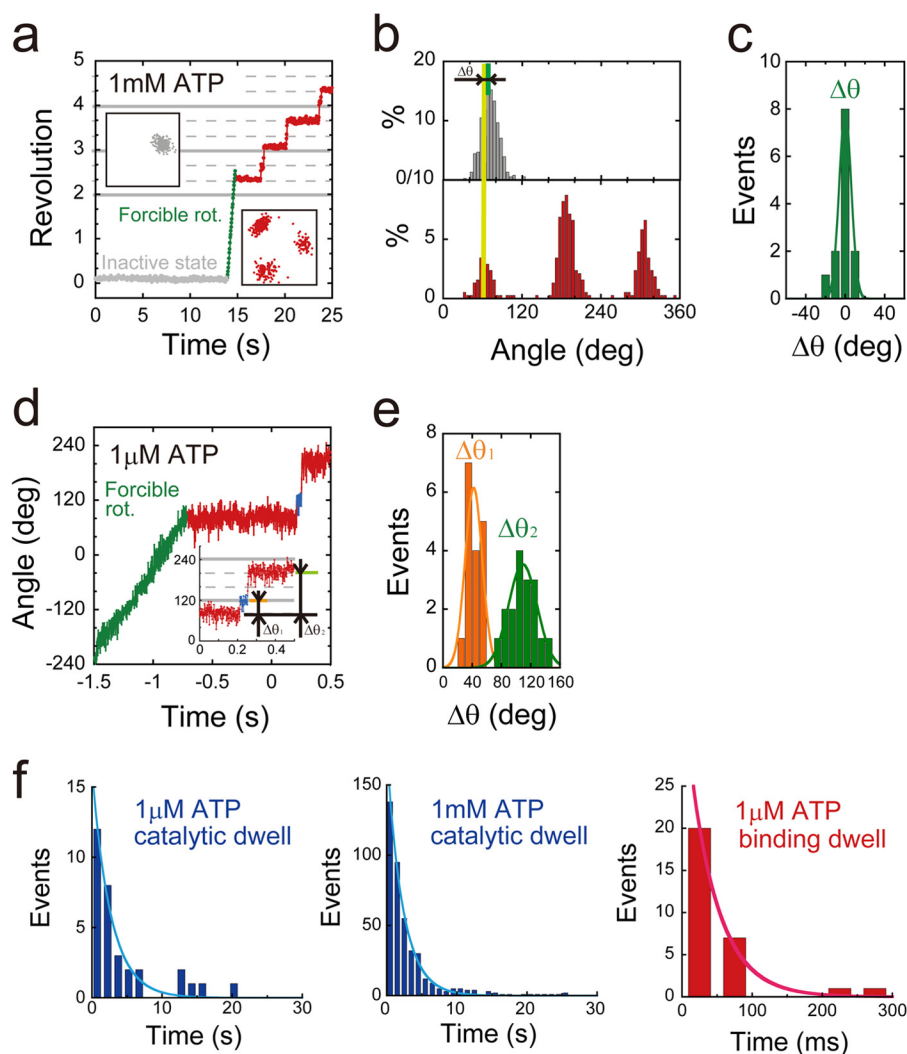 a
1mM ATP
Forcible rot.
Inactive state
Revolution
5
4
3
2
1
0
0 5 10 15 20 25
Time (s)
b
Δθ
%
20
10
0/10
%
5
0
0 120 240 360
Angle (deg)
c
Δθ
Events
10
8
6
4
2
0
-40 0 40
Δθ (deg)
d
1μM ATP
Forcible
rot.
Angle (deg)
240
120
0
-120
-240
-1.5 -1 -0.5 0 0.5
Time (s)
240
120
0
0 0.2 0.4
Δθ1
Δθ2
e
Δθ1
Δθ2
Events
8
6
4
2
0
0 40 80 120 160
Δθ (deg)
f
1μM ATP
catalytic dwell
Events
15
10
5
0
0 10 20 30
Time (s)
1mM ATP
catalytic dwell
Events
150
100
50
0
0 10 20 30
Time (s)
1μM ATP
binding dwell
Events
25
20
15
10
5
0
0 100 200 300
Time (ms)